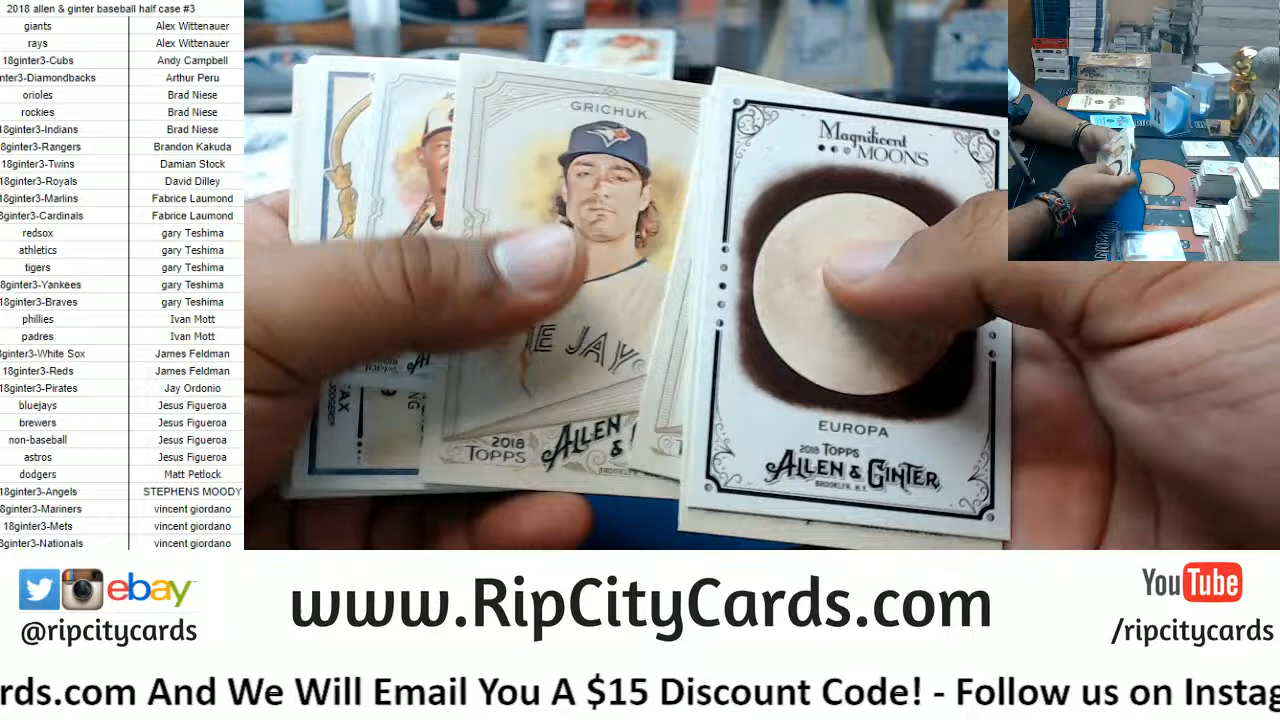 2018 allen & ginter baseball half case #3
giants Alex Wittenauer
rays Alex Wittenauer
18ginter3-Cubs Andy Campbell
nter3-Diamondbacks Arthur Peru
orioles Brad Niese
rockies Brad Niese
18ginter3-Indians Brad Niese
18ginter3-Rangers Brandon Kakuda
18ginter3-Twins Damian Stock
18ginter3-Royals David Dilley
18ginter3-Marlins Fabrice Laumond
8ginter3-Cardinals Fabrice Laumond
redsox gary Teshima
athletics gary Teshima
tigers gary Teshima
18ginter3-Yankees gary Teshima
18ginter3-Braves gary Teshima
phillies Ivan Mott
padres Ivan Mott
8ginter3-White Sox James Feldman
18ginter3-Reds James Feldman
18ginter3-Pirates Jay Ordonio
bluejays Jesus Figueroa
brewers Jesus Figueroa
non-baseball Jesus Figueroa
astros Jesus Figueroa
dodgers Matt Petlock
18ginter3-Angels STEPHENS MOODY
18ginter3-Mariners vincent giordano
18ginter3-Mets vincent giordano
8ginter3-Nationals vincent giordano
GRICHUK
E JAY
2018
TOPPS
ALLEN
&
Magnificent
MOONS
EUROPA
2018 TOPPS
ALLEN & GINTER
BROOKLYN, N.Y.
ebay
@ripcitycards
www.RipCityCards.com
YouTube
/ripcitycards
rds.com And We Will Email You A $15 Discount Code! - Follow us on Instag